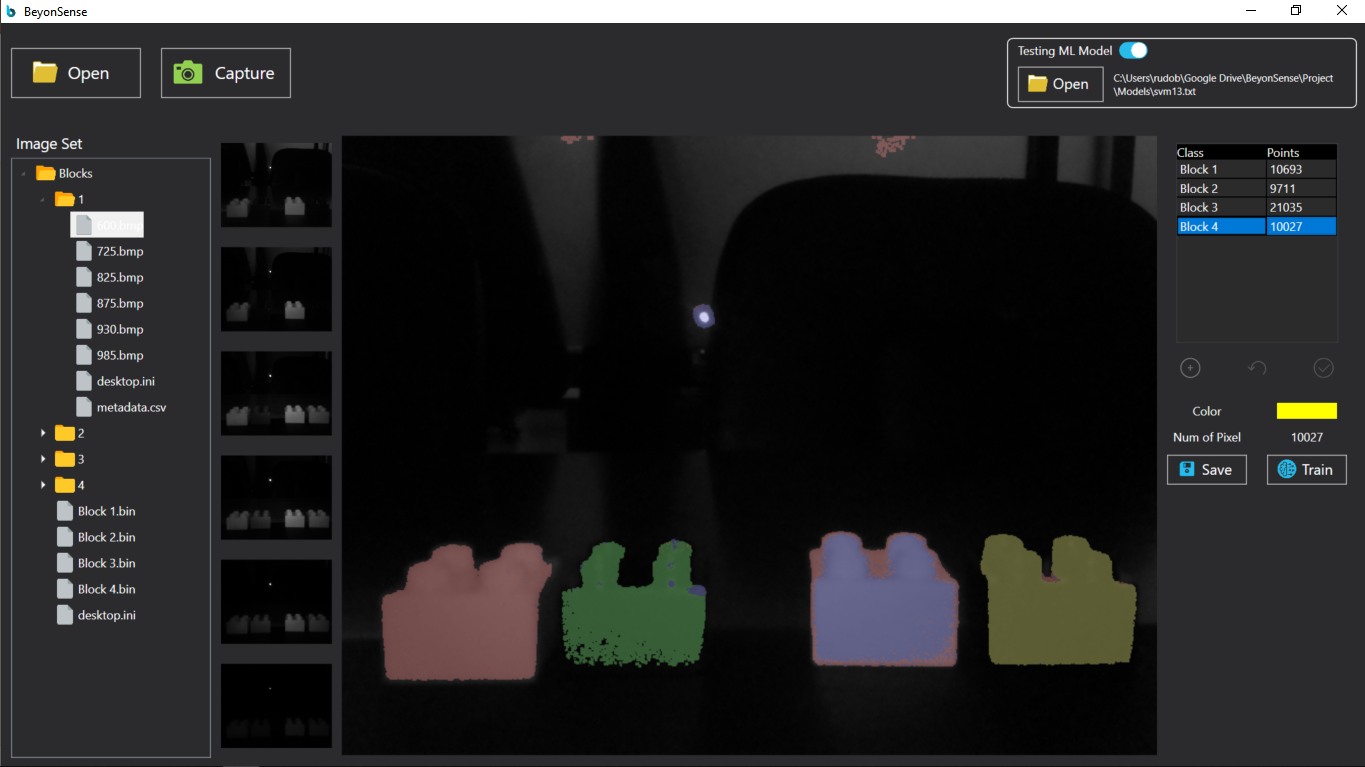 BeyonSense
Open
Capture
Testing ML Model
Open
C:\Users\rudob\Google Drive\BeyonSense\Project
\Models\svm13.txt
Image Set
Blocks
1
600.bmp
725.bmp
825.bmp
875.bmp
930.bmp
985.bmp
desktop.ini
metadata.csv
2
3
4
Block 1.bin
Block 2.bin
Block 3.bin
Block 4.bin
desktop.ini
Class Points
Block 1 10693
Block 2 9711
Block 3 21035
Block 4 10027
Color
Num of Pixel 10027
Save
Train